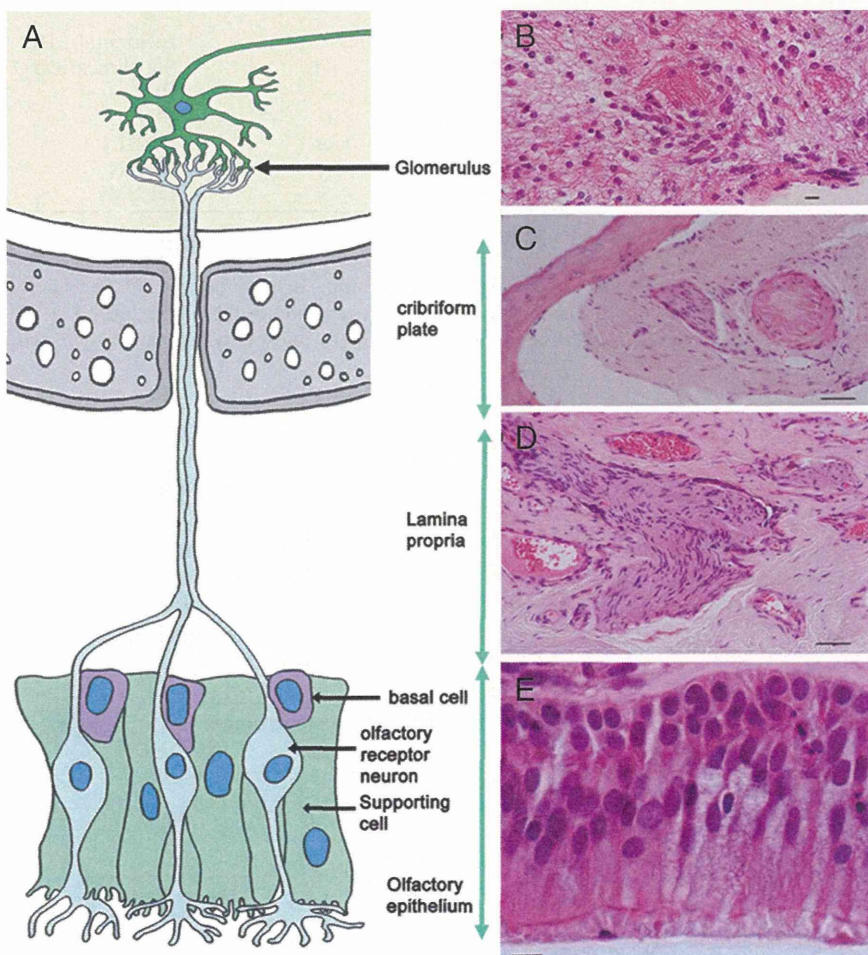 A
Glomerulus
cribriform
plate
Lamina
propria
basal cell
olfactory
receptor
neuron
Supporting
cell
Olfactory
epithelium
B
C
D
E